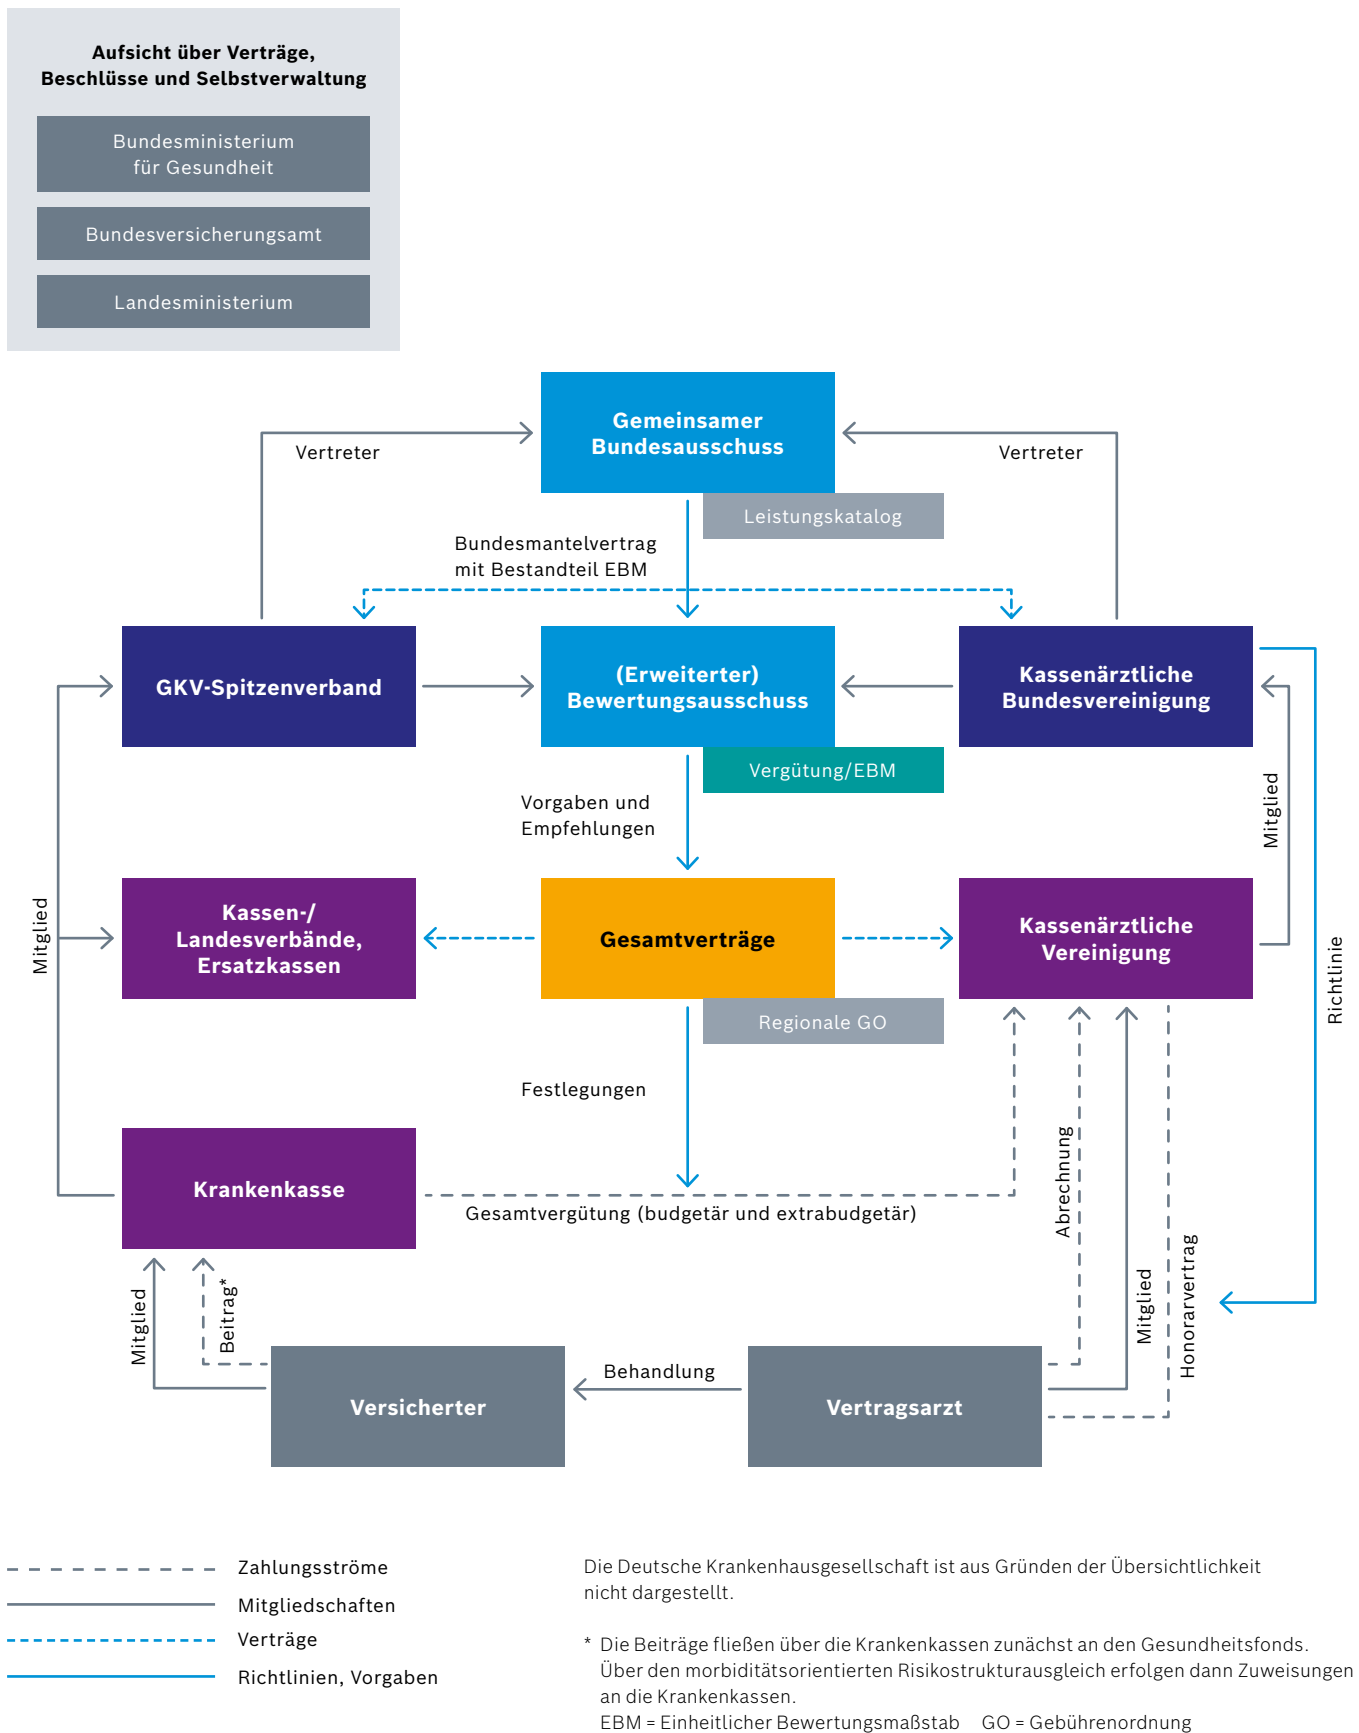 Aufsicht über Verträge,
Beschlüsse und Selbstverwaltung
Bundesministerium
für Gesundheit
Bundesversicherungsamt
Landesministerium
Gemeinsamer
Bundesausschuss
Vertreter
Vertreter
Leistungskatalog
Bundesmantelvertrag
mit Bestandteil EBM
GKV-Spitzenverband
(Erweiterter)
Bewertungsausschuss
Kassenärztliche
Bundesvereinigung
Vergütung/EBM
Vorgaben und
Empfehlungen
Mitglied
Mitglied
Kassen-/
Landesverbände,
Ersatzkassen
Gesamtverträge
Kassenärztliche
Vereinigung
Richtlinie
Regionale GO
Festlegungen
Krankenkasse
Gesamtvergütung (budgetär und extrabudgetär)
Abrechnung
Mitglied
Honorarvertrag
Mitglied
Beitrag*
Versicherter
Behandlung
Vertragsarzt
Zahlungsströme
Mitgliedschaften
Verträge
Richtlinien, Vorgaben
Die Deutsche Krankenhausgesellschaft ist aus Gründen der Übersichtlichkeit
nicht dargestellt.
* Die Beiträge fließen über die Krankenkassen zunächst an den Gesundheitsfonds.
Über den morbiditätsorientierten Risikostrukturausgleich erfolgen dann Zuweisungen
an die Krankenkassen.
EBM = Einheitlicher Bewertungsmaßstab GO = Gebührenordnung